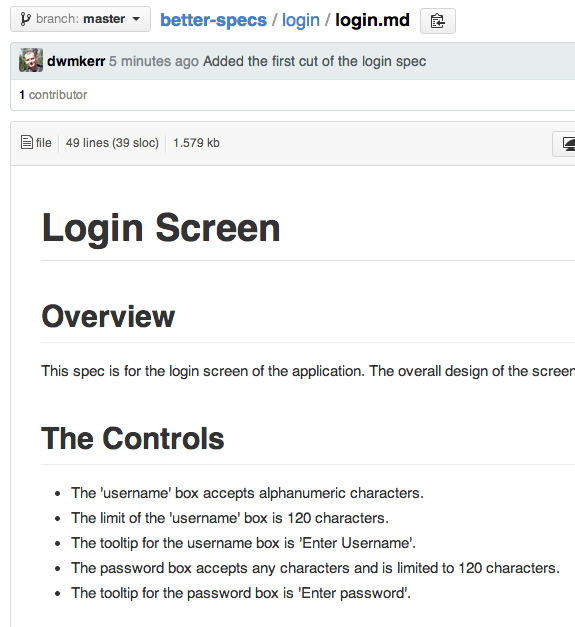 branch: master better-specs / login / login.md
dwmkerr 5 minutes ago Added the first cut of the login spec
1 contributor
file 49 lines (39 sloc) 1.579 kb
Login Screen
Overview
This spec is for the login screen of the application. The overall design of the screen
The Controls
• The 'username' box accepts alphanumeric characters.
• The limit of the 'username' box is 120 characters.
• The tooltip for the username box is 'Enter Username'.
• The password box accepts any characters and is limited to 120 characters.
• The tooltip for the password box is 'Enter password'.